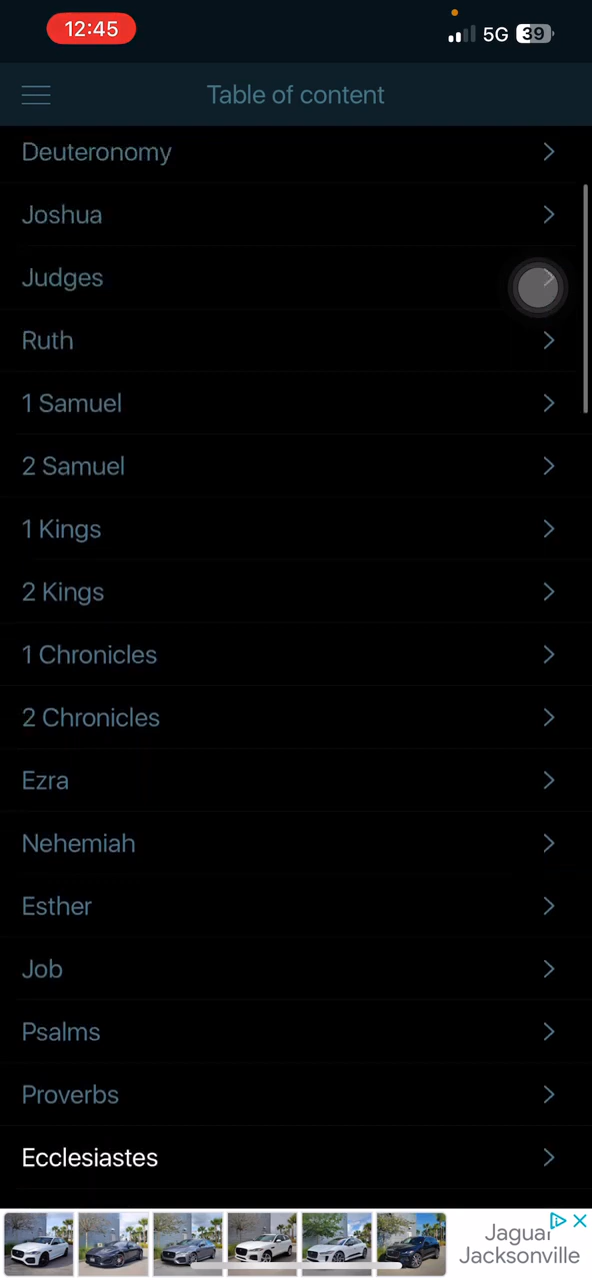 12:45
5G 39
Table of content
Deuteronomy
Joshua
Judges
Ruth
1 Samuel
2 Samuel
1 Kings
2 Kings
1 Chronicles
2 Chronicles
Ezra
Nehemiah
Esther
Job
Psalms
Proverbs
Ecclesiastes
Jaguar
Jacksonville